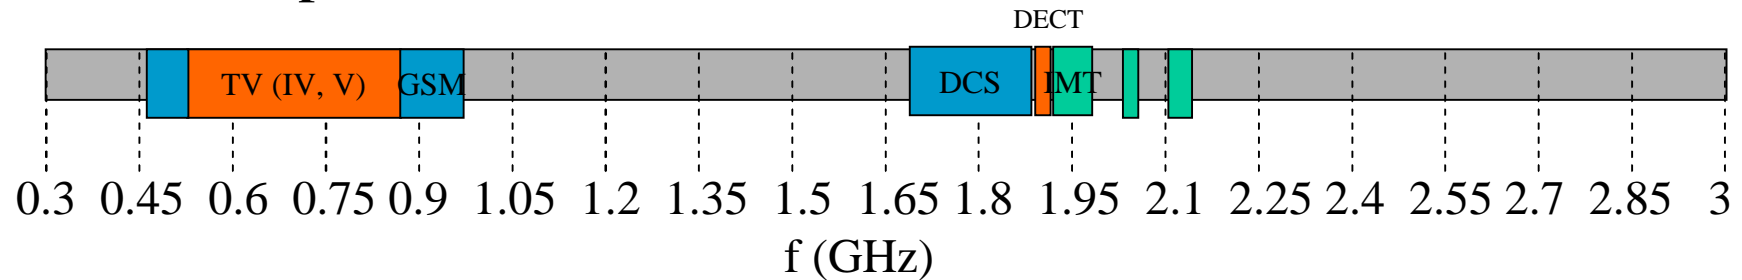 DECT
TV (IV, V) GSM DCS IMT
0.3 0.45 0.6 0.75 0.9 1.05 1.2 1.35 1.5 1.65 1.8 1.95 2.1 2.25 2.4 2.55 2.7 2.85 3
f (GHz)